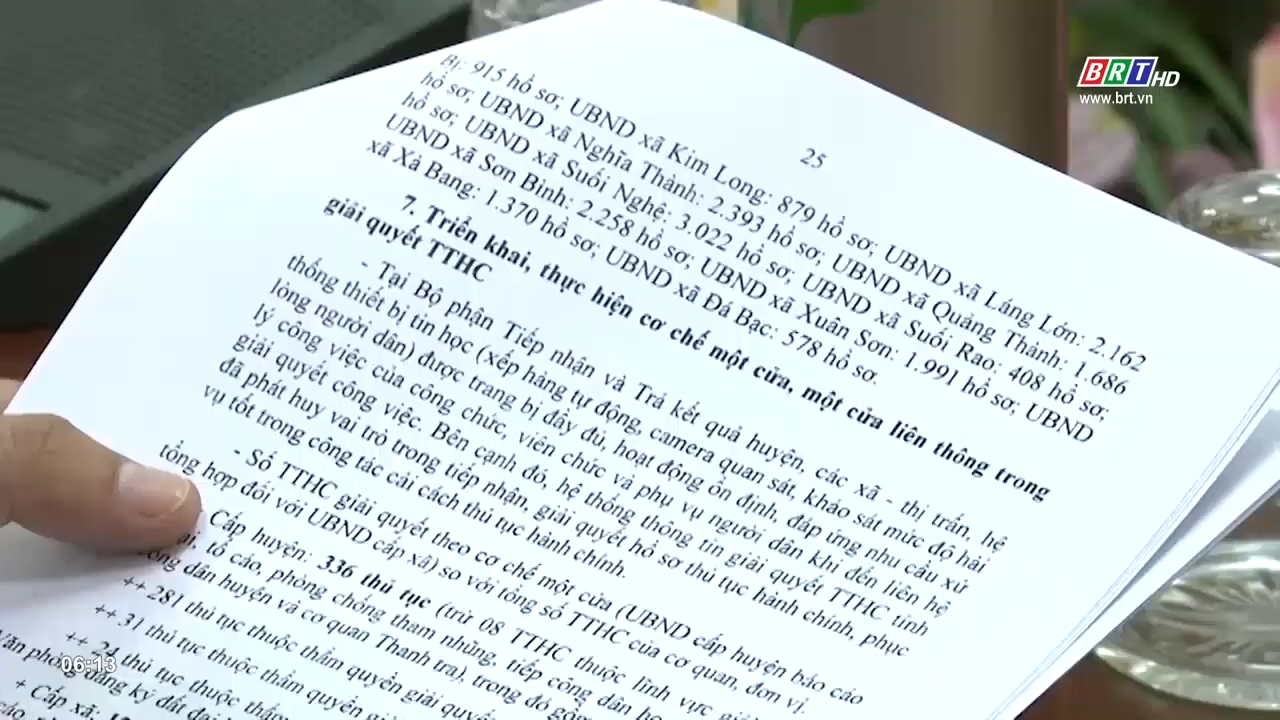 BRT HD
www.brt.vn
25
Bị: 915 hồ sơ; UBND xã Kim Long: 879 hồ sơ; UBND xã Láng Lớn: 2.162
hồ sơ; UBND xã Nghĩa Thành: 2.393 hồ sơ; UBND xã Quảng Thành: 1.686
hồ sơ; UBND xã Suối Nghệ: 3.022 hồ sơ; UBND xã Suối Rao: 408 hồ sơ;
UBND xã Sơn Bình: 2.258 hồ sơ; UBND xã Xuân Sơn: 1.991 hồ sơ; UBND
xã Xà Bang: 1.370 hồ sơ; UBND xã Đá Bạc: 578 hồ sơ.
7. Triển khai, thực hiện cơ chế một cửa, một cửa liên thông trong
giải quyết TTHC
- Tại Bộ phận Tiếp nhận và Trả kết quả huyện, các xã - thị trấn, hệ
thống thiết bị tin học (xếp hàng tự động, camera quan sát, khảo sát mức độ hài
lòng người dân) được trang bị đầy đủ, hoạt động ổn định, đáp ứng nhu cầu xử
lý công việc của công chức, viên chức và phụ vụ người dân khi đến liên hệ
giải quyết công việc. Bên cạnh đó, hệ thống thông tin giải quyết TTHC tỉnh
đã phát huy vai trò trong tiếp nhận, giải quyết hồ sơ thủ tục hành chính, phục
vụ tốt trong công tác cải cách thủ tục hành chính.
- Số TTHC giải quyết theo cơ chế một cửa (UBND cấp huyện báo cáo
tổng hợp đối với UBND cấp xã) so với tổng số TTHC của cơ quan, đơn vị.
Cấp huyện: 336 thủ tục (trừ 08 TTHC thuộc lĩnh vực
tố cáo, phòng chống tham nhũng, tiếp công dân
dân huyện và cơ quan Thanh tra), trong đó
++ 281 thủ tục thuộc thẩm quyền giải quyết
++ 31 thủ tục thuộc thẩm quyền
++ 24 thủ tục thuộc
Văn phòng đăng ký đất
+ Cấp xã:
06:13